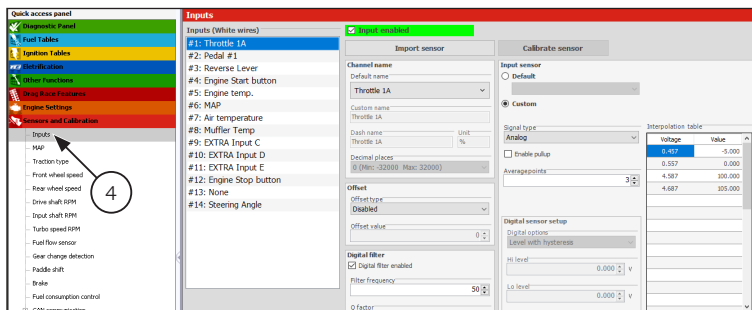 Quick access panel
Diagnostic Panel
Fuel Tables
Ignition Tables
Eletrification
Other Functions
Drag Race Features
Engine Settings
Sensors and Calibration
Inputs
MAP
Traction type
Front wheel speed
Rear wheel speed
Drive shaft RPM
Input shaft RPM
Turbo speed RPM
Fuel flow sensor
Gear change detection
Paddle shift
Brake
Fuel consumption control
CAN communication
4
Inputs
Inputs (White wires)
#1: Throttle 1A
#2: Pedal #1
#3: Reverse Lever
#4: Engine Start button
#5: Engine temp.
#6: MAP
#7: Air temperature
#8: Muffler Temp
#9: EXTRA Input C
#10: EXTRA Input D
#11: EXTRA Input E
#12: Engine Stop button
#13: None
#14: Steering Angle
Input enabled
Import sensor
Channel name
Default name
Throttle 1A
Custom name
Throttle 1A
Dash name Unit
Throttle 1A %
Decimal places
0 (Min: -32000 Max: 32000)
Offset
Offset type
Disabled
Offset value
0
Digital filter
Digital filter enabled
Filter frequency
50
Q factor
Calibrate sensor
Input sensor
Default
Custom
Signal type
Analog
Enable pullup
Averagepoints
3
Digital sensor setup
Digital options
Level with hysteress
Hi level
0.000 V
Lo level
0.000 V
Interpolation table
Voltage Value
0.457 -5.000
0.557 0.000
4.587 100.000
4.687 105.000